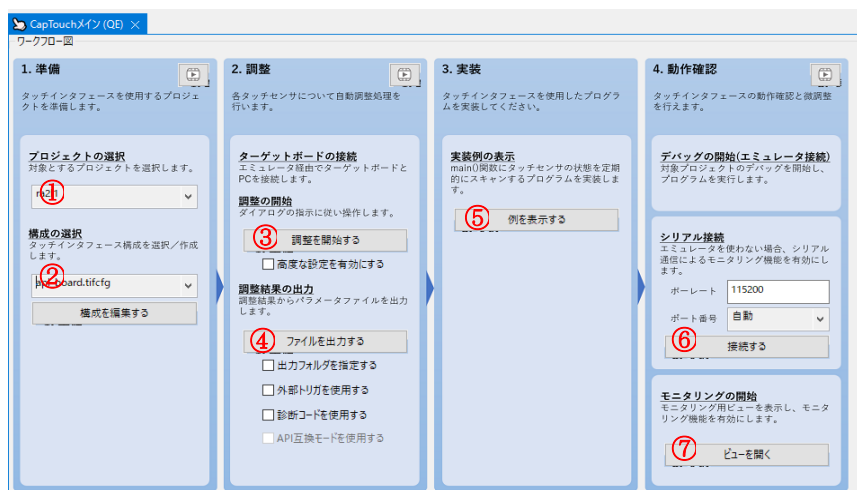 CapTouchメイン (QE)
ワークフロー図
1. 準備
タッチインタフェースを使用するプロジェ
クトを準備します。
プロジェクトの選択
対象とするプロジェクトを選択します。
①
構成の選択
タッチインタフェース構成を選択／作成
します。
②
board.tifcfg
構成を編集する
2. 調整
各タッチセンサについて自動調整処理を
行います。
ターゲットボードの接続
エミュレータ経由でターゲットボードと
PCを接続します。
調整の開始
ダイアログの指示に従い操作します。
③ 調整を開始する
高度な設定を有効にする
調整結果の出力
調整結果からパラメータファイルを出力
します。
④ ファイルを出力する
出力フォルダを指定する
外部トリガを使用する
診断コードを使用する
API互換モードを使用する
3. 実装
タッチインタフェースを使用したプログラ
ムを実装してください。
実装例の表示
main()関数にタッチセンサの状態を定期
的にスキャンするプログラムを実装しま
す。
⑤ 例を表示する
4. 動作確認
タッチインタフェースの動作確認と微調整
を行えます。
デバッグの開始(エミュレータ接続)
対象プロジェクトのデバッグを開始し、
プログラムを実行します。
シリアル接続
エミュレータを使わない場合、シリアル
通信によるモニタリング機能を有効にし
ます。
ボーレート 115200
ポート番号 自動
⑥ 接続する
モニタリングの開始
モニタリング用ビューを表示し、モニタ
リング機能を有効にします。
⑦ ビューを開く